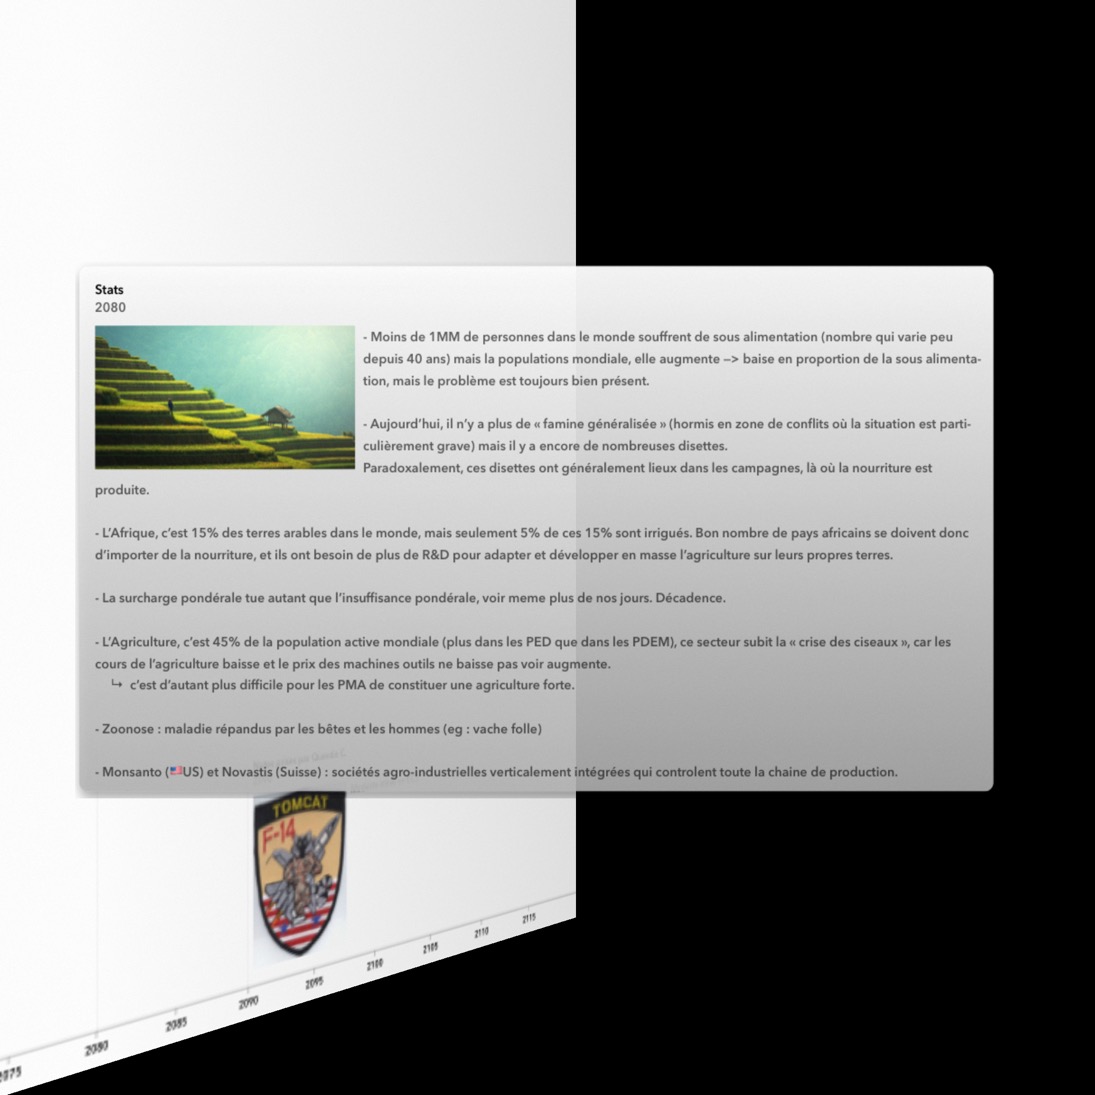 Stats
2080
- Moins de 1MM de personnes dans le monde souffrent de sous alimentation (nombre qui varie peu
depuis 40 ans) mais la populations mondiale, elle augmente —> baise en proportion de la sous alimenta-
tion, mais le problème est toujours bien présent.
- Aujourd'hui, il n'y a plus de « famine généralisée » (hormis en zone de conflits où la situation est parti-
culièrement grave) mais il y a encore de nombreuses disettes.
Paradoxalement, ces disettes ont généralement lieux dans les campagnes, là où la nourriture est
produite.
- L'Afrique, c'est 15% des terres arables dans le monde, mais seulement 5% de ces 15% sont irrigués. Bon nombre de pays africains se doivent donc
d'importer de la nourriture, et ils ont besoin de plus de R&D pour adapter et développer en masse l'agriculture sur leurs propres terres.
- La surcharge pondérale tue autant que l'insuffisance pondérale, voir meme plus de nos jours. Décadence.
- L'Agriculture, c'est 45% de la population active mondiale (plus dans les PED que dans les PDEM), ce secteur subit la « crise des ciseaux », car les
cours de l'agriculture baisse et le prix des machines outils ne baisse pas voir augmente.
↳ c'est d'autant plus difficile pour les PMA de constituer une agriculture forte.
- Zoonose : maladie répandus par les bêtes et les hommes (eg : vache folle)
- Monsanto (🇺🇸US) et Novastis (Suisse) : sociétés agro-industrielles verticalement intégrées qui controlent toute la chaine de production.
TOMCAT
F-14
2075
2080
2085
2090
2095
2100
2105
2110
2115